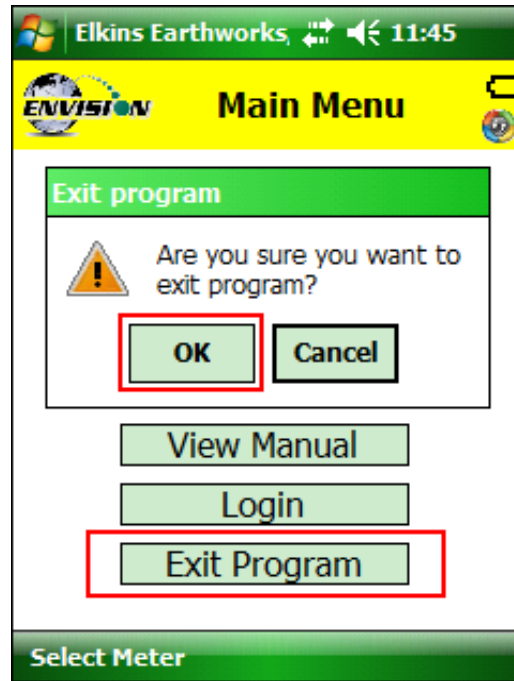 Elkins Earthworks, 11:45
ENVISION
Main Menu
Exit program
Are you sure you want to
exit program?
OK Cancel
View Manual
Login
Exit Program
Select Meter